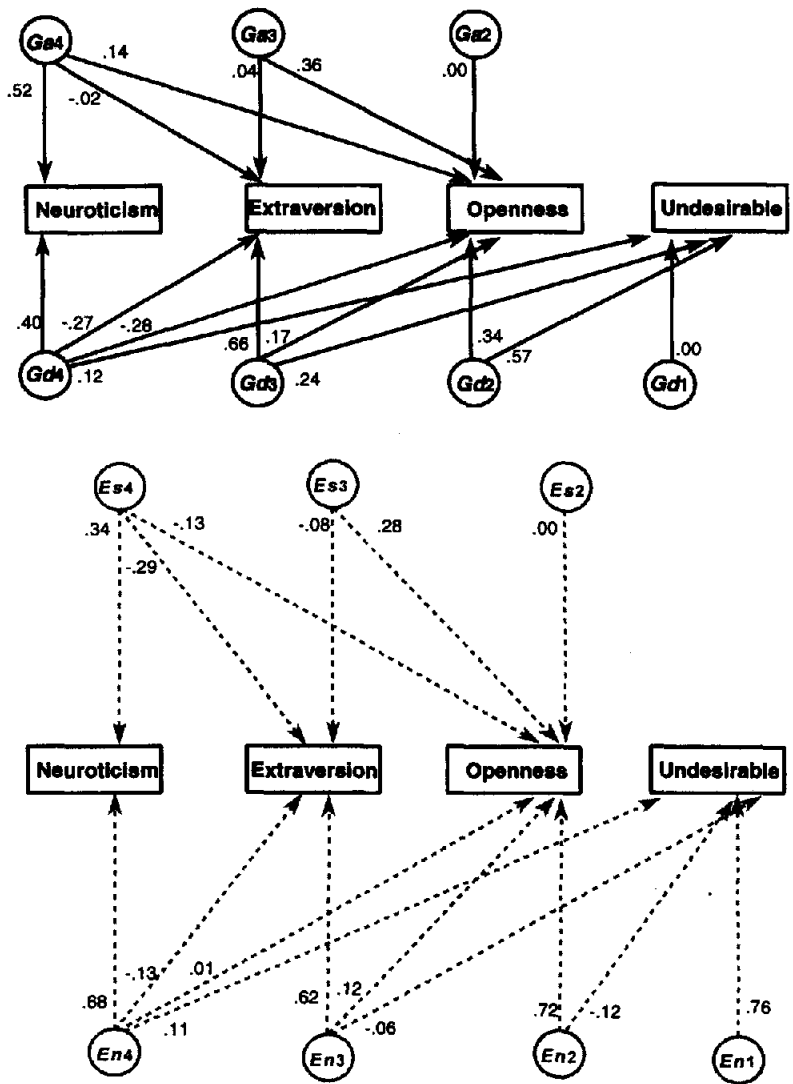 Ga4 Ga3 Ga2
.14 .04 .36 .00
.52 -.02
Neuroticism Extraversion Openness Undesirable
.40 -.27 -.28 .66 .17 .34 .57 .00
Gd4 .12 Gd3 .24 Gd2 Gd1
Es4 Es3 Es2
.34 -.13 -.08 .28 .00
-.29
Neuroticism Extraversion Openness Undesirable
-.13 .01
.68 .11 .62 .12 -.06 .72 -.12 .76
En4 En3 En2 En1